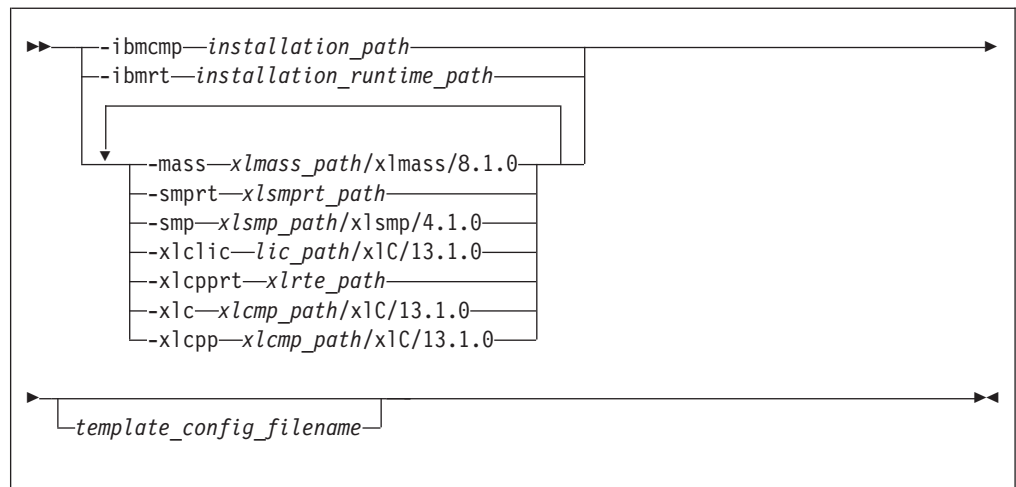 -ibmcmp installation_path
-ibmrt installation_runtime_path
-mass xlmass_path/xlmass/8.1.0
-smprt xlsmprt_path
-smp xlsmp_path/xlsmp/4.1.0
-xlclic lic_path/xlC/13.1.0
-xlcpprt xlrte_path
-xlc xlcmp_path/xlC/13.1.0
-xlcpp xlcmp_path/xlC/13.1.0
template_config_filename